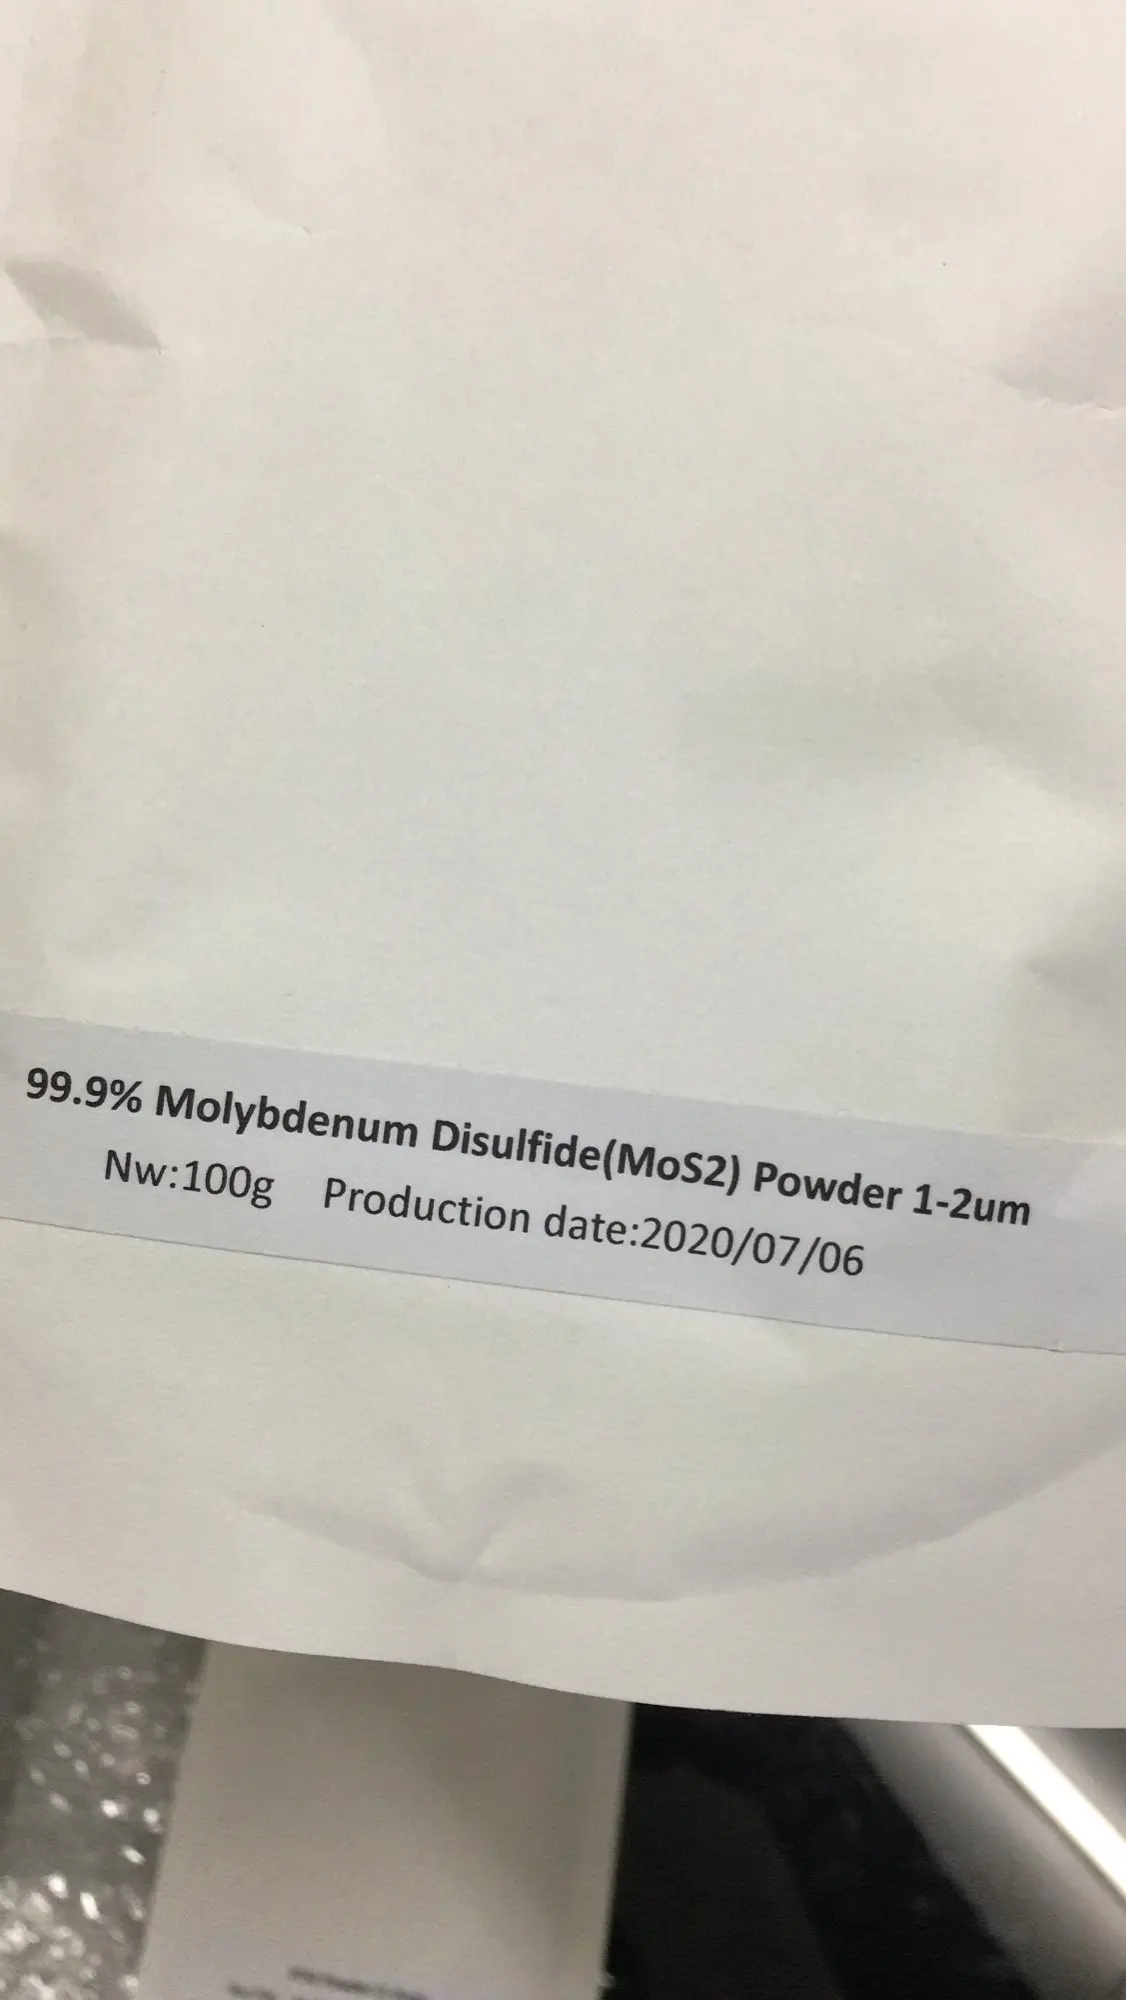 99.9% Molybdenum Disulfide(MoS2) Powder 1-2um
Nw:100g Production date:2020/07/06